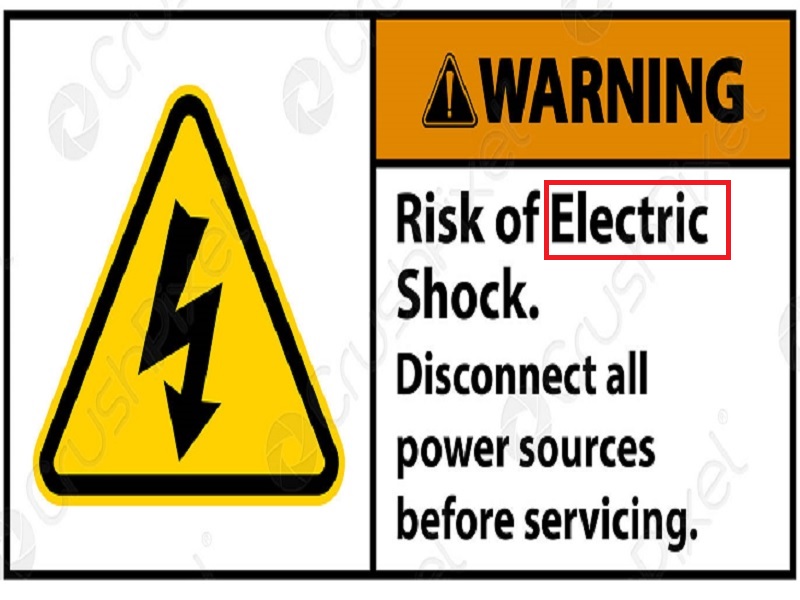 WARNING
Risk of Electric
Shock.
Disconnect all
power sources
before servicing.